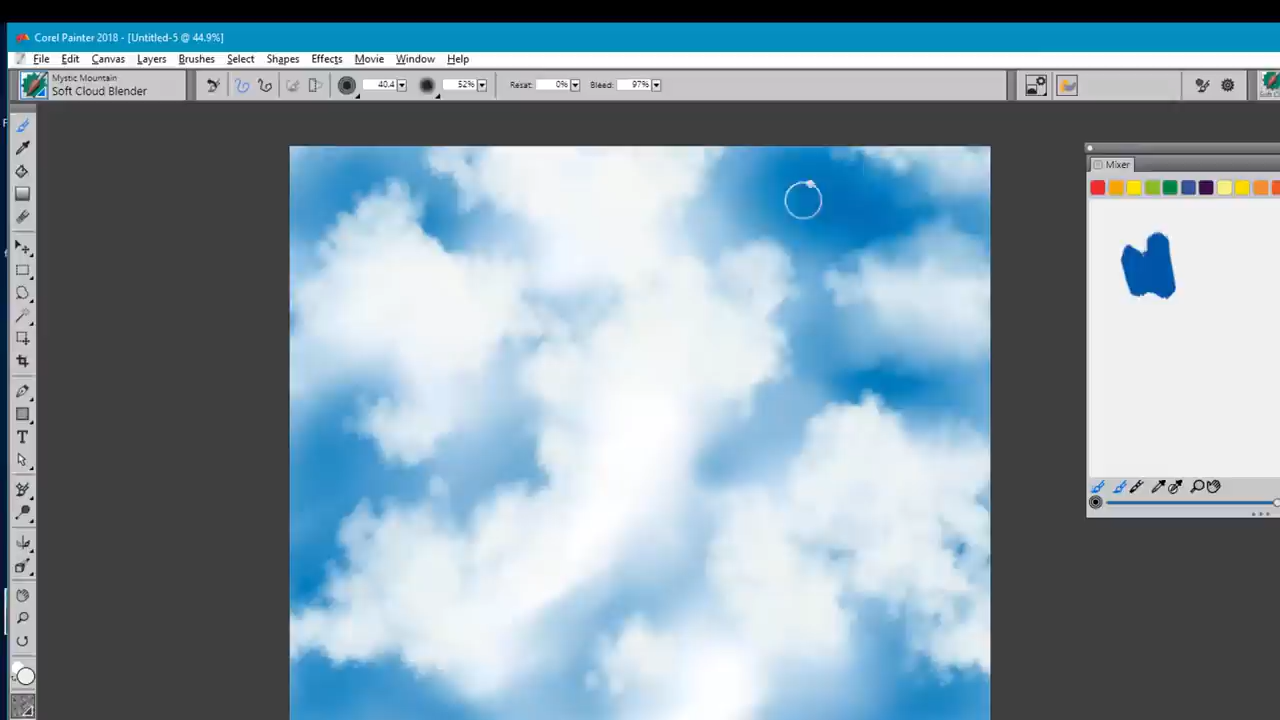 Corel Painter 2018 - [Untitled-5 @ 44.9%]
File Edit Canvas Layers Brushes Select Shapes Effects Movie Window Help
Mystic Mountain
Soft Cloud Blender
40.4 52% Resat: 0% Bleed: 97%
Mixer